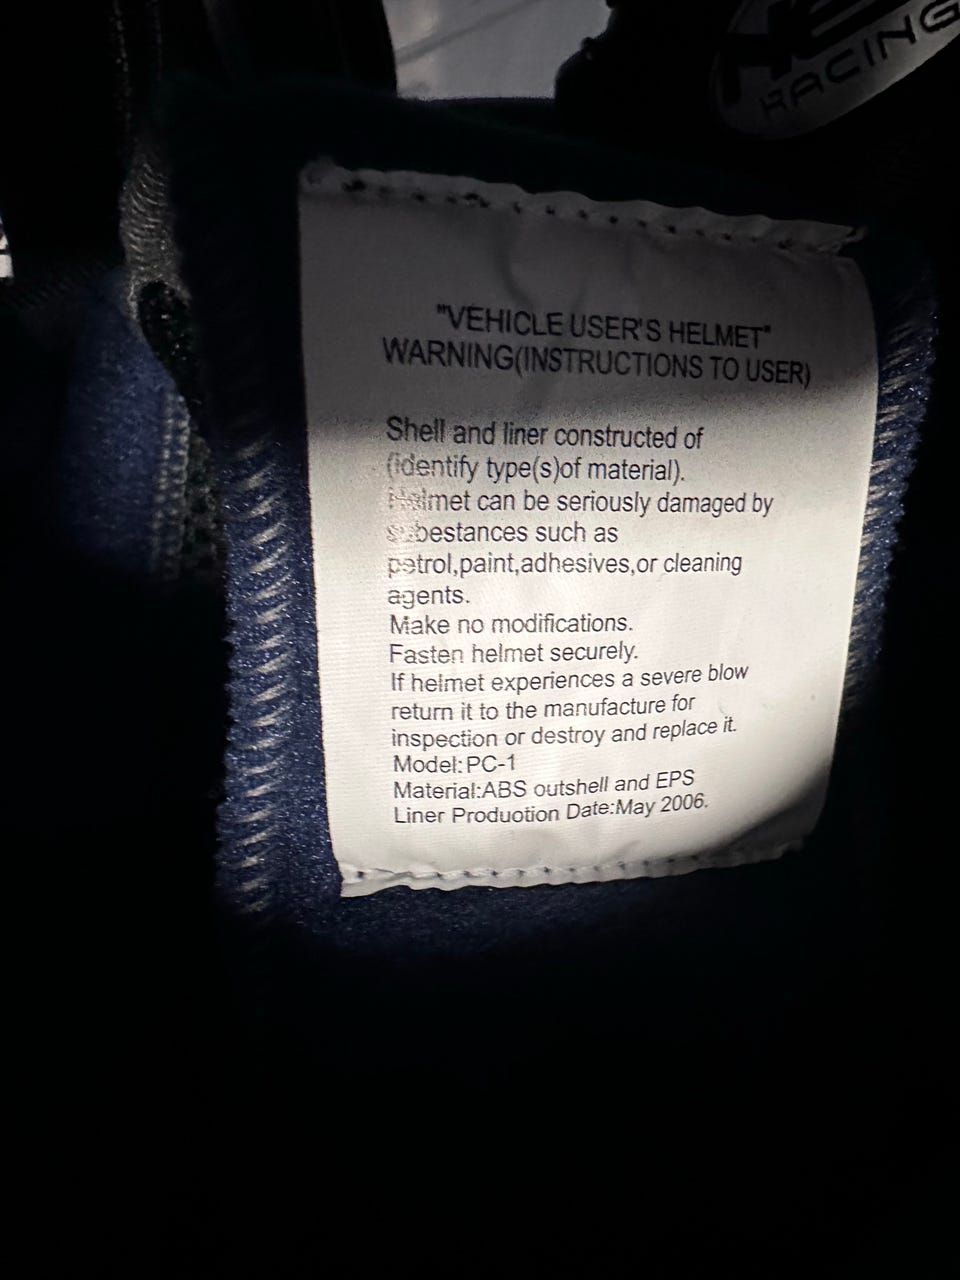 RACING
"VEHICLE USER'S HELMET"
WARNING(INSTRUCTIONS TO USER)
Shell and liner constructed of
(identify type(s)of material).
Helmet can be seriously damaged by
subestances such as
petrol,paint,adhesives,or cleaning
agents.
Make no modifications.
Fasten helmet securely.
If helmet experiences a severe blow
return it to the manufacture for
inspection or destroy and replace it.
Model:PC-1
Material:ABS outshell and EPS
Liner Produotion Date:May 2006.